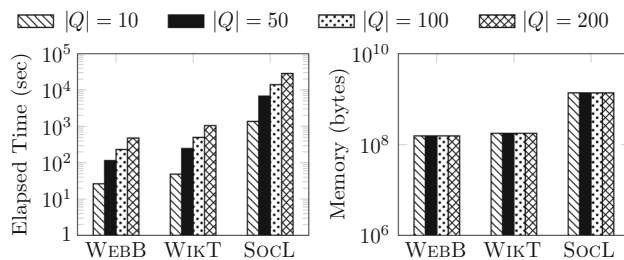 |Q| = 10 |Q| = 50 |Q| = 100 |Q| = 200
Elapsed Time (sec)
10^5
10^4
10^3
10^2
10^1
1
WEBB WIKT SOCL
Memory (bytes)
10^10
10^8
10^6
WEBB WIKT SOCL